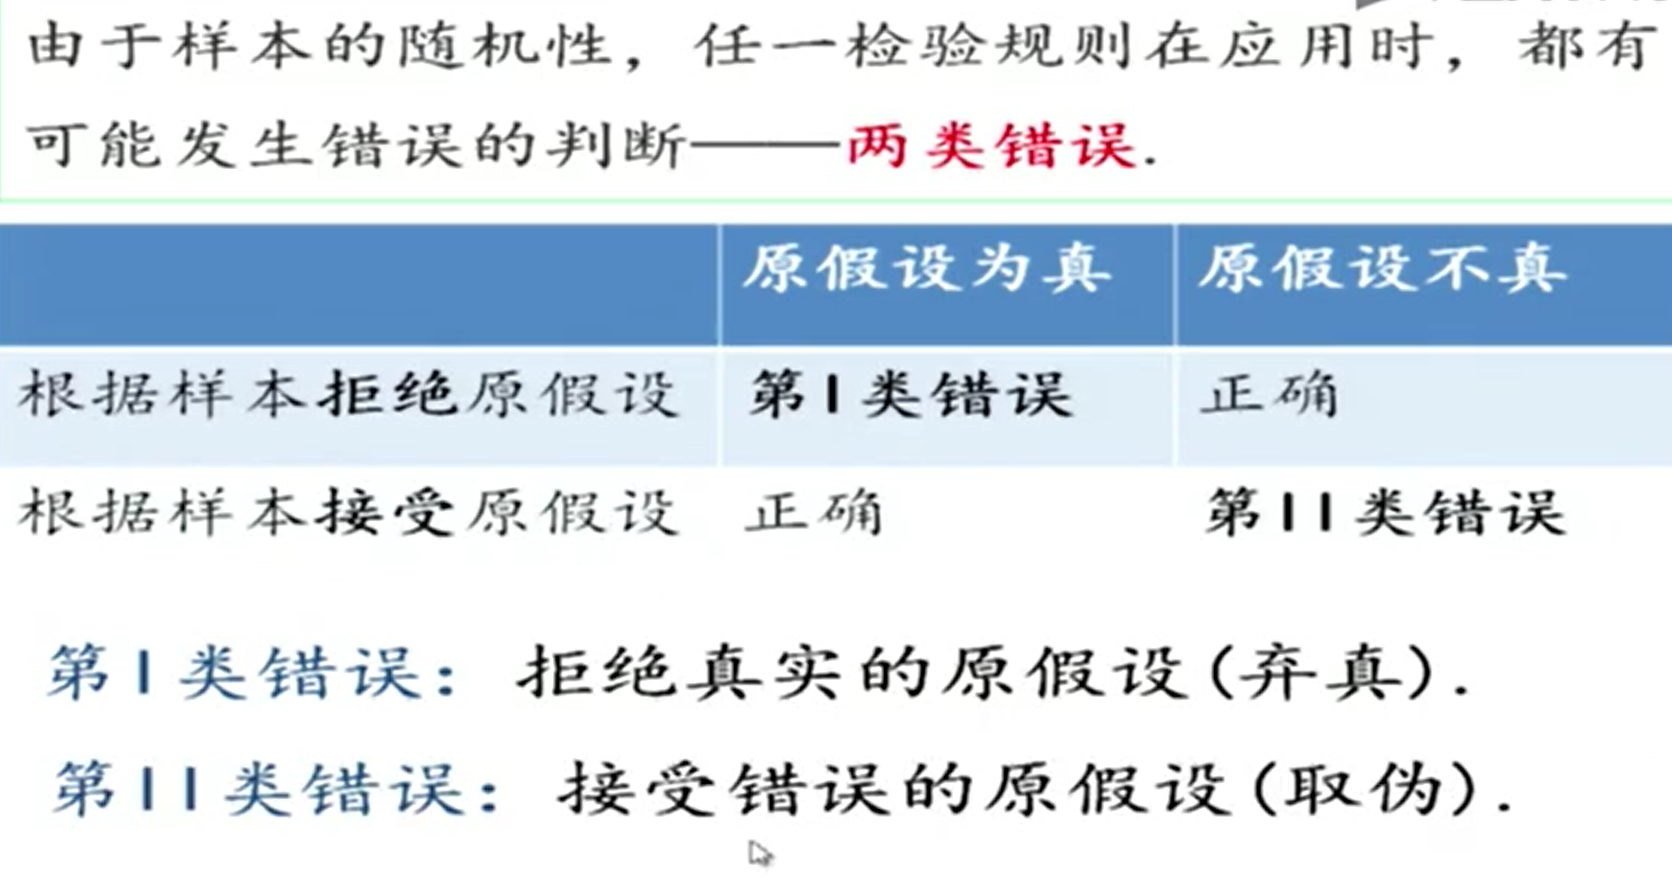 由于样本的随机性，任一检验规则在应用时，都有
可能发生错误的判断——两类错误.
原假设为真 原假设不真
根据样本拒绝原假设 第I类错误 正确
根据样本接受原假设 正确 第II类错误
第I类错误：拒绝真实的原假设(弃真).
第II类错误：接受错误的原假设(取伪).